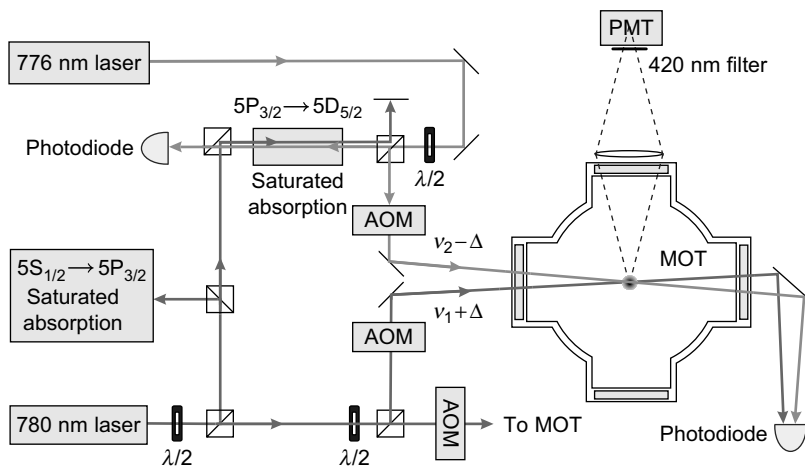 PMT
420 nm filter
776 nm laser
5P3/2→5D5/2
Photodiode
Saturated
absorption
λ/2
AOM
ν2−Δ
MOT
5S1/2→5P3/2
Saturated
absorption
ν1+Δ
AOM
780 nm laser
λ/2
λ/2
AOM
To MOT
Photodiode